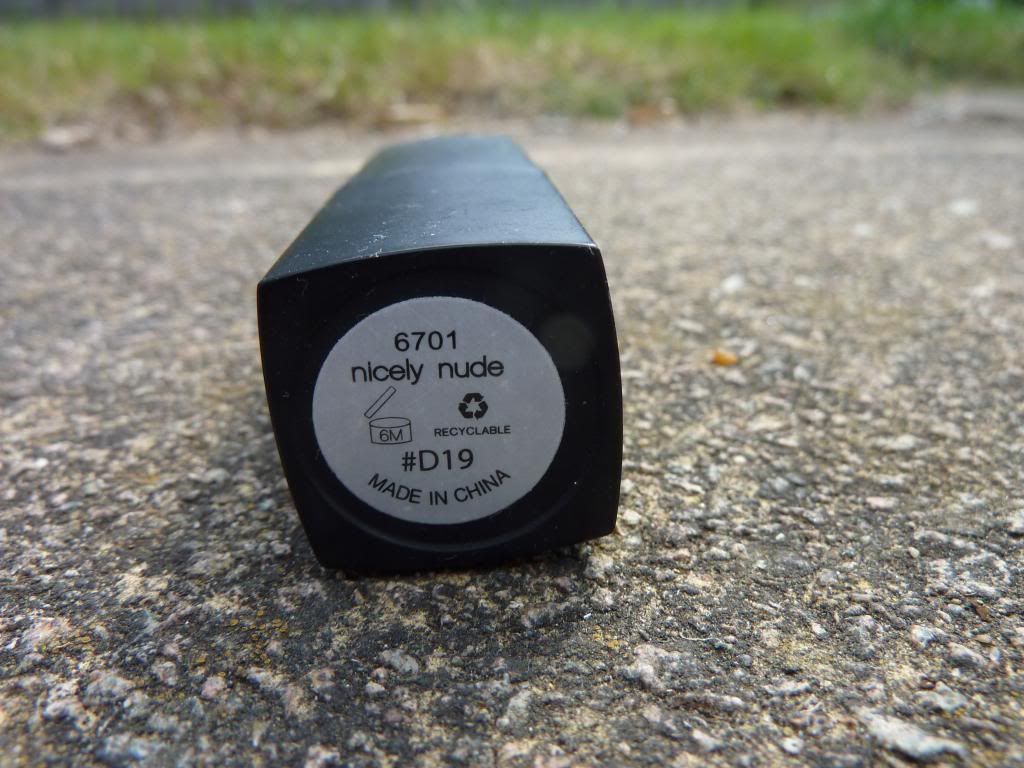 6701
nicely nude
6M
RECYCLABLE
#D19
MADE IN CHINA